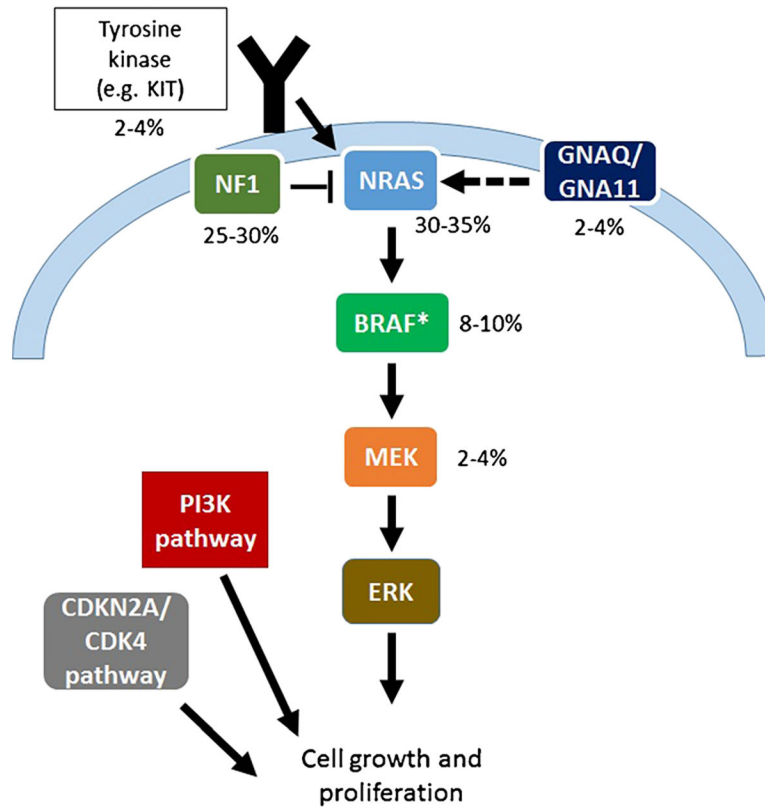 Tyrosine
kinase
(e.g. KIT)
2-4%
NF1
25-30%
NRAS
30-35%
GNAQ/
GNA11
2-4%
BRAF*
8-10%
MEK
2-4%
PI3K
pathway
ERK
CDKN2A/
CDK4
pathway
Cell growth and
proliferation